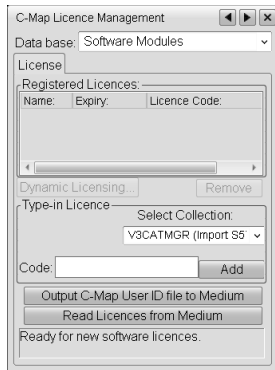 C-Map Licence Management
Data base: Software Modules
License
Registered Licences:
Name: Expiry: Licence Code:
Dynamic Licensing... Remove
Type-in Licence
Select Collection:
V3CATMGR (Import S5
Code: Add
Output C-Map User ID file to Medium
Read Licences from Medium
Ready for new software licences.